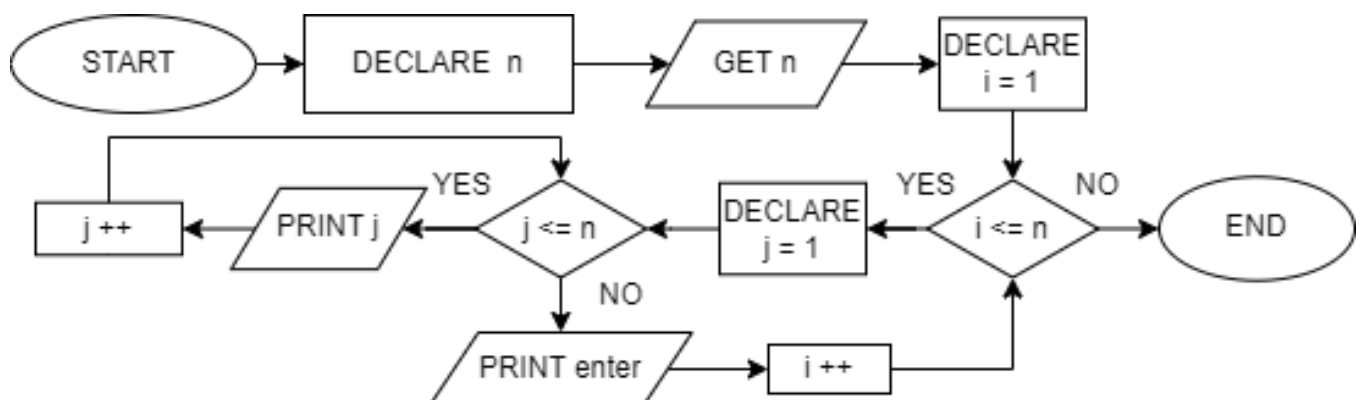 START
DECLARE n
GET n
DECLARE
i = 1
i <= n
YES
NO
END
DECLARE
j = 1
j <= n
YES
PRINT j
j ++
NO
PRINT enter
i ++